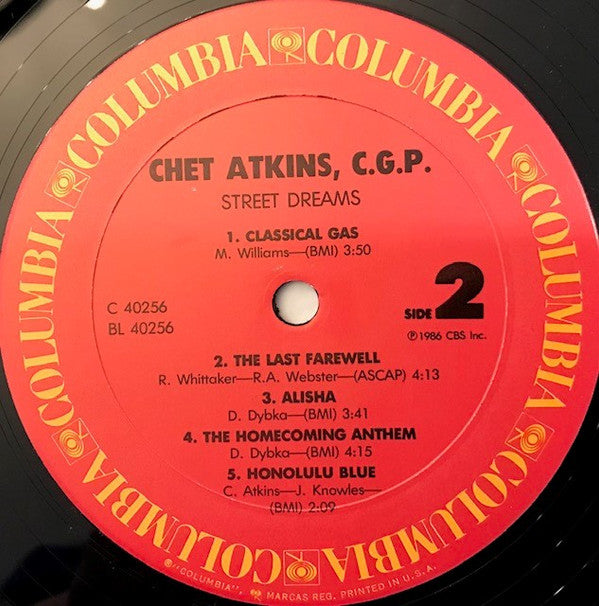 COLUMBIA COLUMBIA COLUMBIA COLUMBIA COLUMBIA COLUMBIA
CHET ATKINS, C.G.P.
STREET DREAMS
1. CLASSICAL GAS
M. Williams—(BMI) 3:50
C 40256
BL 40256
SIDE 2
℗1986 CBS Inc.
2. THE LAST FAREWELL
R. Whittaker—R.A. Webster—(ASCAP) 4:13
3. ALISHA
D. Dybka—(BMI) 3:41
4. THE HOMECOMING ANTHEM
D. Dybka—(BMI) 4:15
5. HONOLULU BLUE
C. Atkins—J. Knowles—
(BMI) 2:09
®"COLUMBIA", MARCAS REG. PRINTED IN U.S.A.